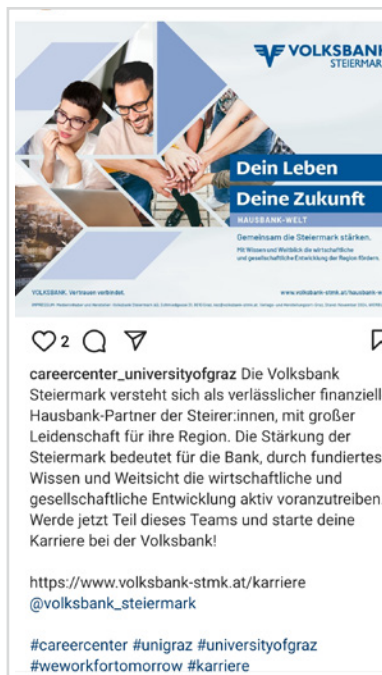 VOLKSBANK
STEIERMARK
Dein Leben
Deine Zukunft
HAUSBANK-WELT
Gemeinsam die Steiermark stärken.
Mit Wissen und Weitblick die wirtschaftliche
und gesellschaftliche Entwicklung der Region fördern.
VOLKSBANK. Vertrauen verbindet.
www.volksbank-stmk.at/hausbank-w
2
careercenter_universityofgraz Die Volksbank
Steiermark versteht sich als verlässlicher finanziell
Hausbank-Partner der Steirer:innen, mit großer
Leidenschaft für ihre Region. Die Stärkung der
Steiermark bedeutet für die Bank, durch fundiertes
Wissen und Weitsicht die wirtschaftliche und
gesellschaftliche Entwicklung aktiv voranzutreiben
Werde jetzt Teil dieses Teams und starte deine
Karriere bei der Volksbank!
https://www.volksbank-stmk.at/karriere
@volksbank_steiermark
#careercenter #unigraz #universityofgraz
#weworkfortomorrow #karriere